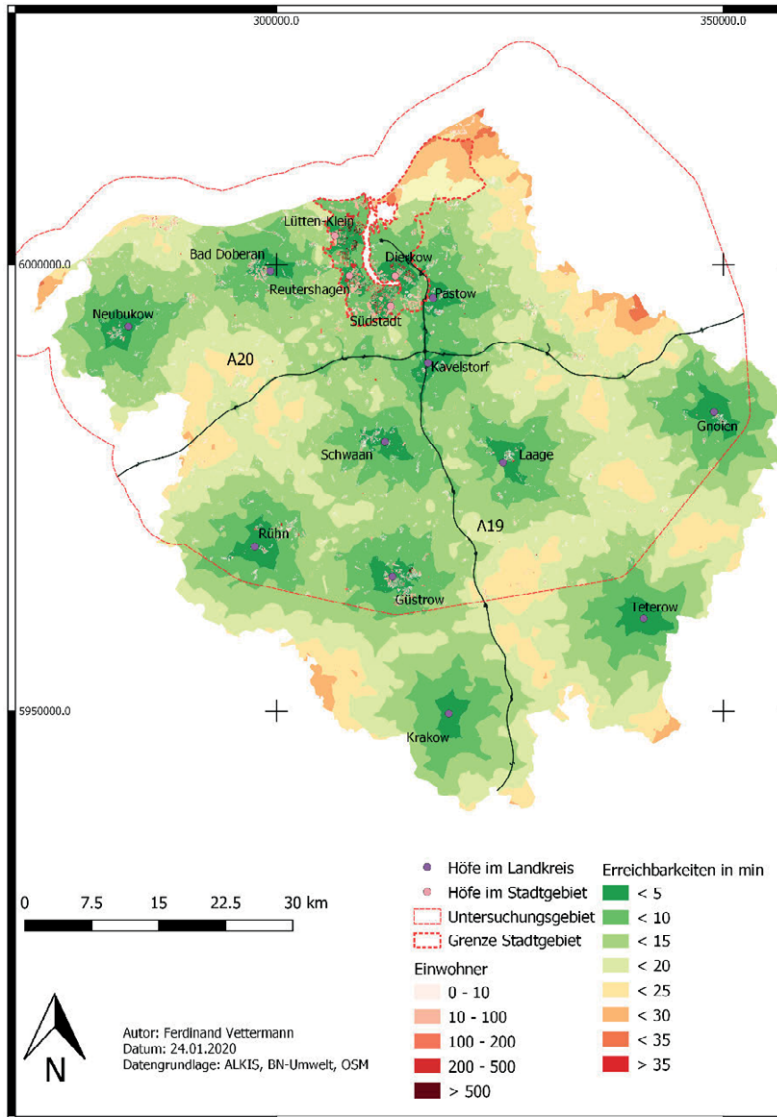 300000.0
350000.0
6000000.0
5950000.0
Lütten-Klein
Bad Doberan
Dierkow
Reutershagen
Pastow
Neubukow
Südstadt
A20
Kavelstorf
Gnoien
Schwaan
Laage
A19
Rühn
Güstrow
Teterow
Krakow
0 7.5 15 22.5 30 km
N
Autor: Ferdinand Vettermann
Datum: 24.01.2020
Datengrundlage: ALKIS, BN-Umwelt, OSM
Höfe im Landkreis
Höfe im Stadtgebiet
Untersuchungsgebiet
Grenze Stadtgebiet
Einwohner
0 - 10
10 - 100
100 - 200
200 - 500
> 500
Erreichbarkeiten in min
< 5
< 10
< 15
< 20
< 25
< 30
< 35
> 35